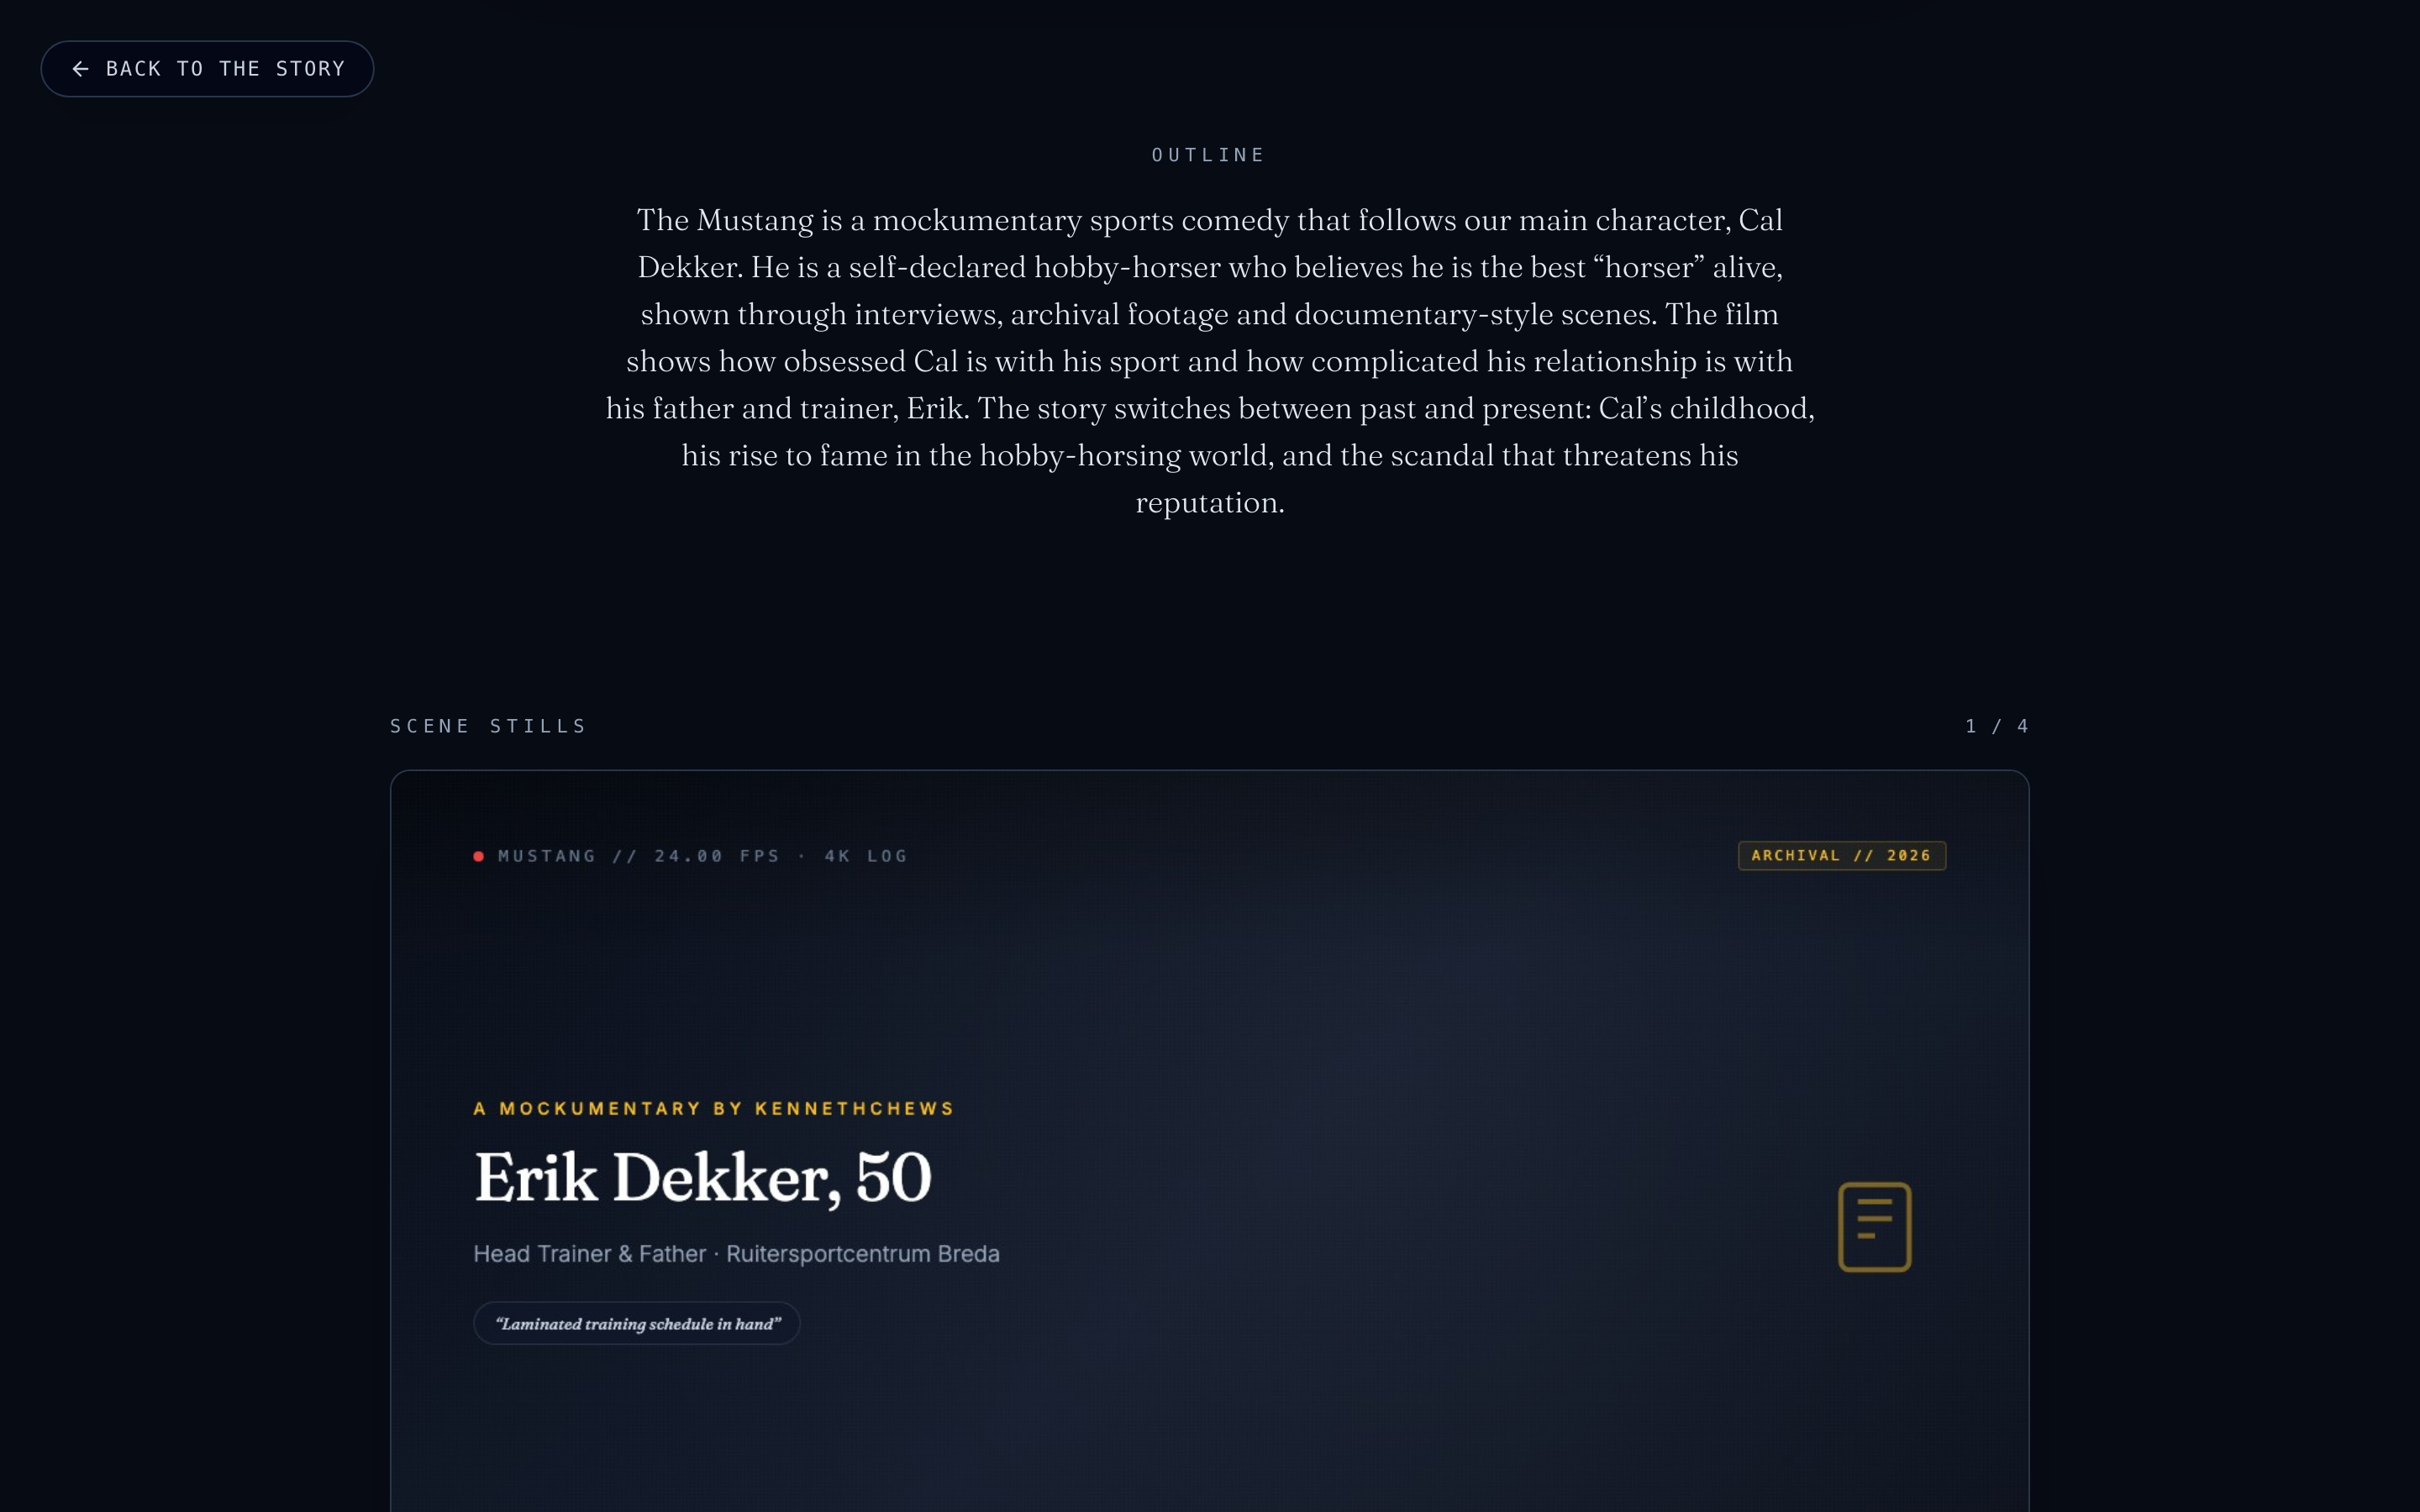 ← BACK TO THE STORY
OUTLINE
The Mustang is a mockumentary sports comedy that follows our main character, Cal
Dekker. He is a self-declared hobby-horser who believes he is the best “horser” alive,
shown through interviews, archival footage and documentary-style scenes. The film
shows how obsessed Cal is with his sport and how complicated his relationship is with
his father and trainer, Erik. The story switches between past and present: Cal’s childhood,
his rise to fame in the hobby-horsing world, and the scandal that threatens his
reputation.
SCENE STILLS
1 / 4
MUSTANG // 24.00 FPS · 4K LOG
ARCHIVAL // 2026
A MOCKUMENTARY BY KENNETHCHEWS
Erik Dekker, 50
Head Trainer & Father · Ruitersportcentrum Breda
“Laminated training schedule in hand”